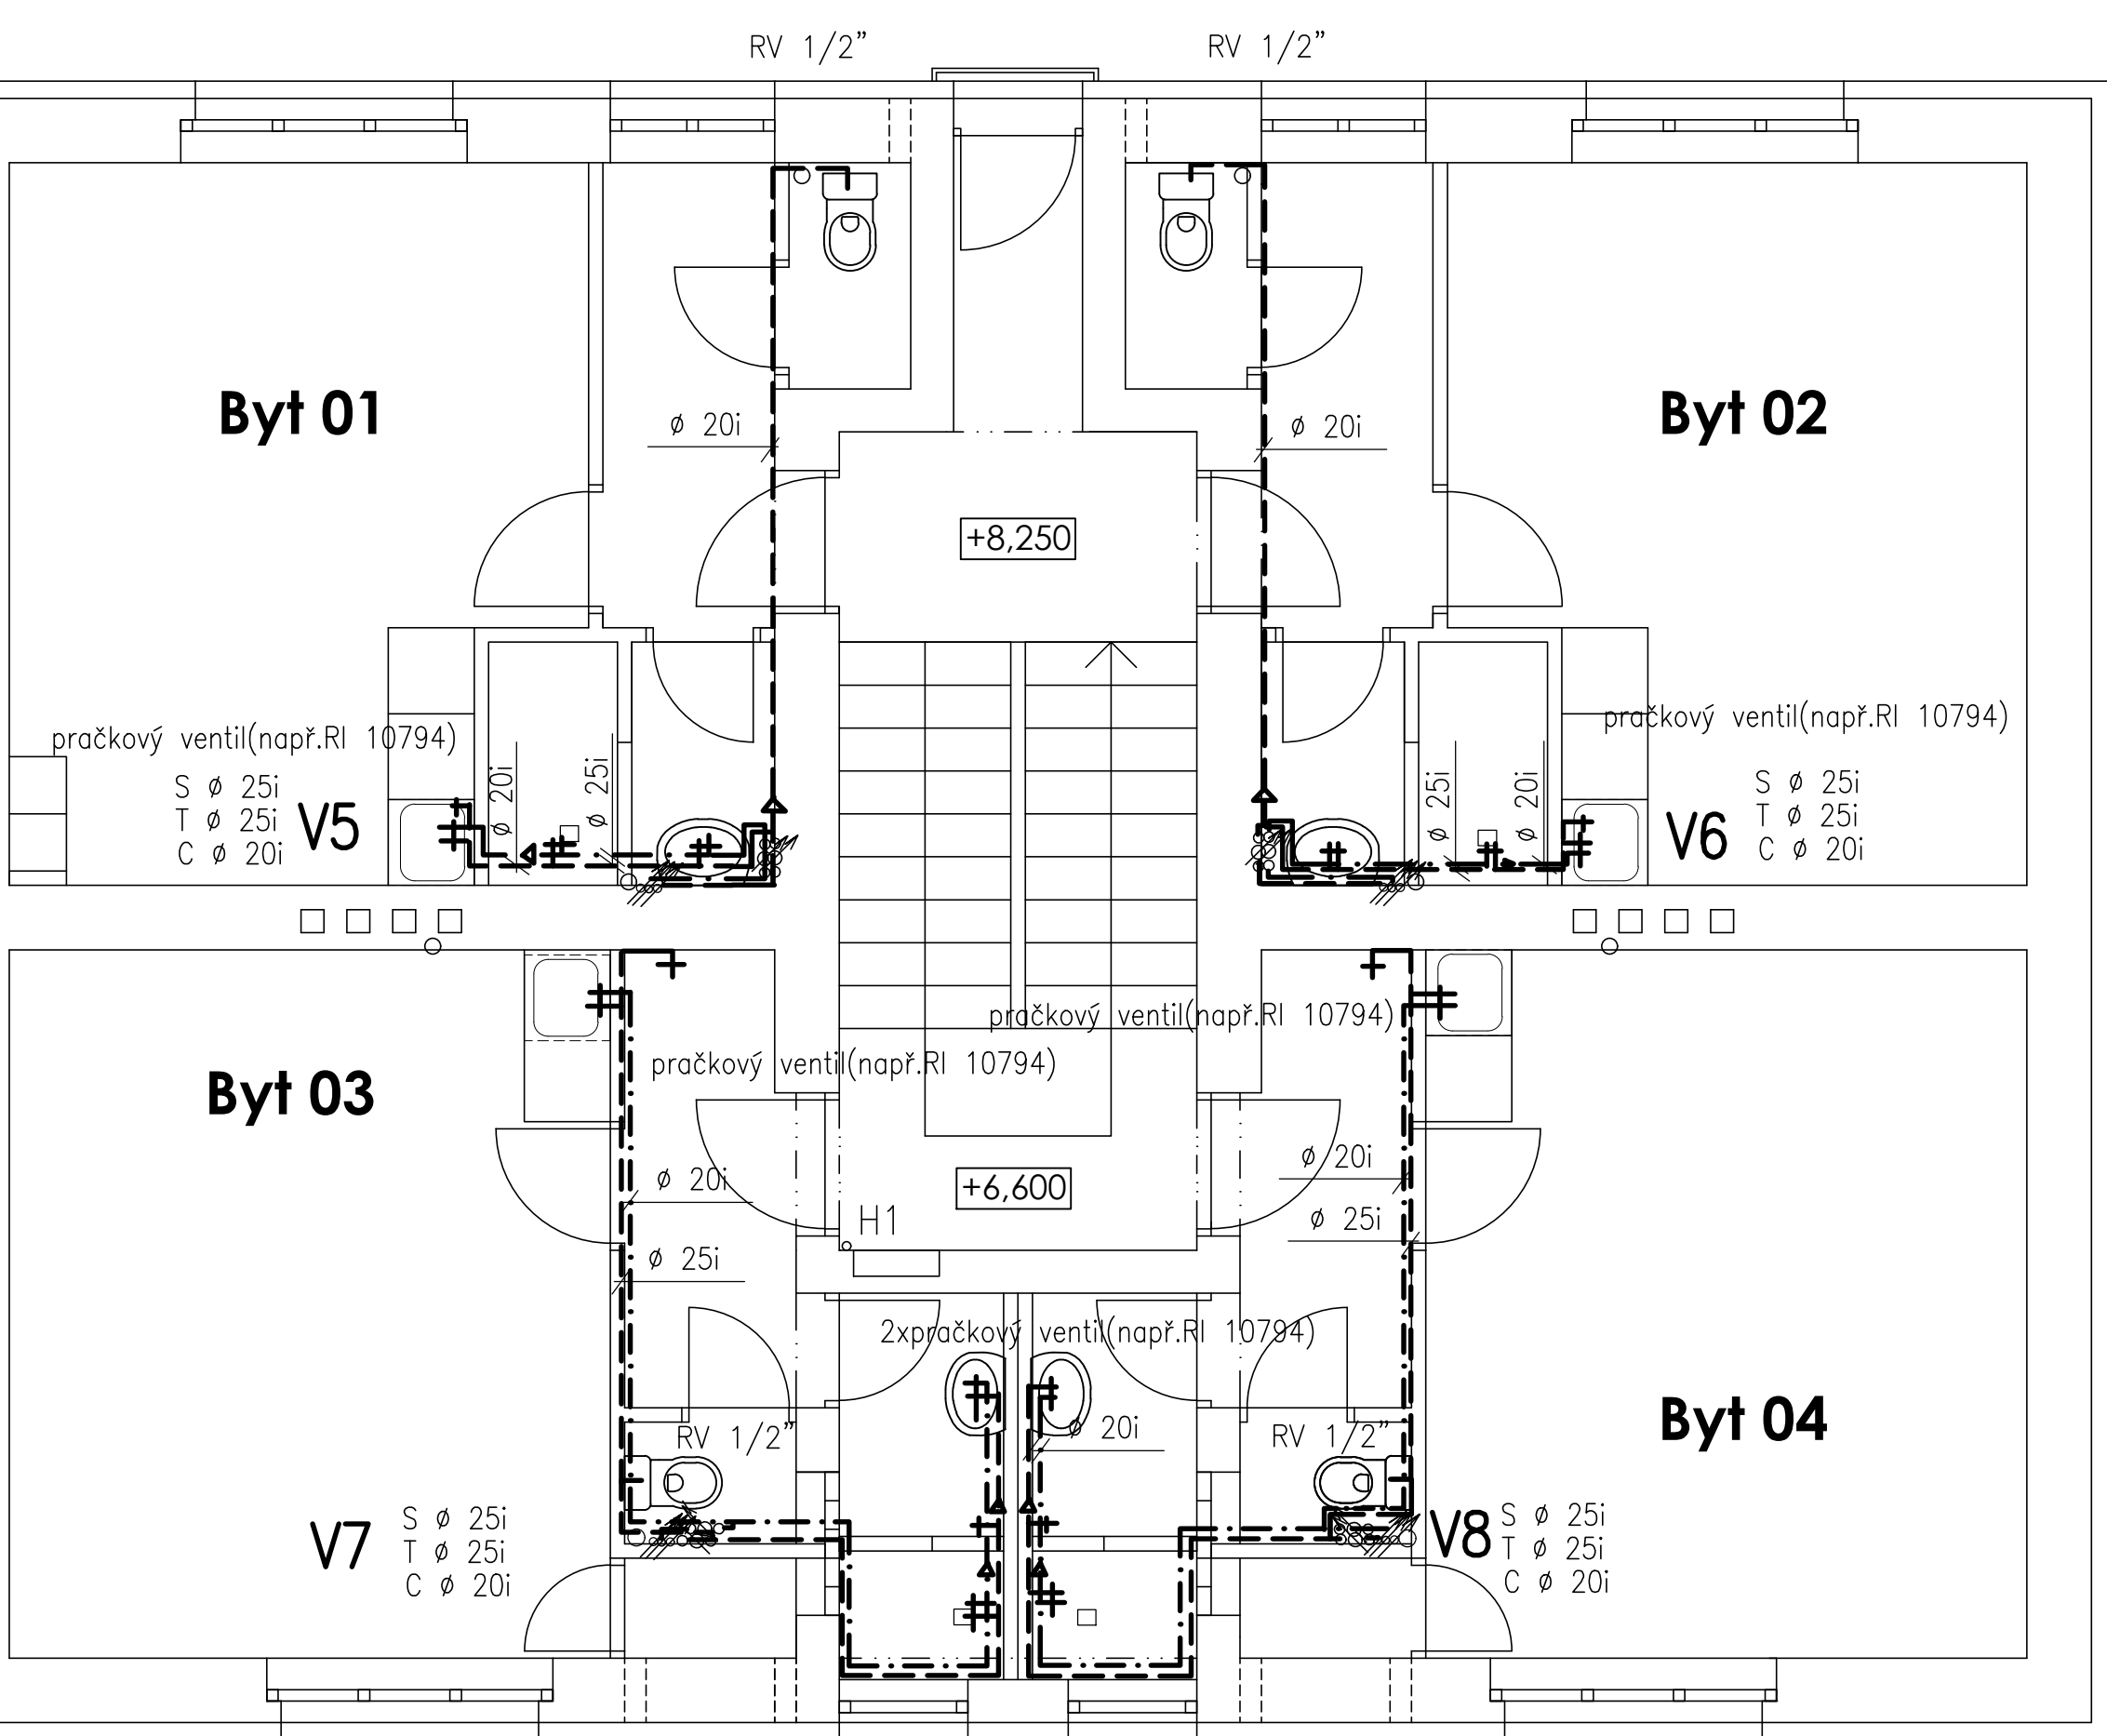 RV 1/2”
RV 1/2”
Byt 01
Byt 02
ø 20i
ø 20i
+8,250
pračkový ventil(např.RI 10794)
S ø 25i
T ø 25i
C ø 20i
V5
ø 20i
ø 25i
pračkový ventil(např.RI 10794)
ø 25i
ø 20i
V6
S ø 25i
T ø 25i
C ø 20i
pračkový ventil(např.RI 10794)
pračkový ventil(např.RI 10794)
Byt 03
ø 20i
ø 20i
+6,600
H1
ø 25i
ø 25i
2xpračkový ventil(např.RI 10794)
RV 1/2”
ø 20i
RV 1/2”
Byt 04
V7
S ø 25i
T ø 25i
C ø 20i
V8
S ø 25i
T ø 25i
C ø 20i